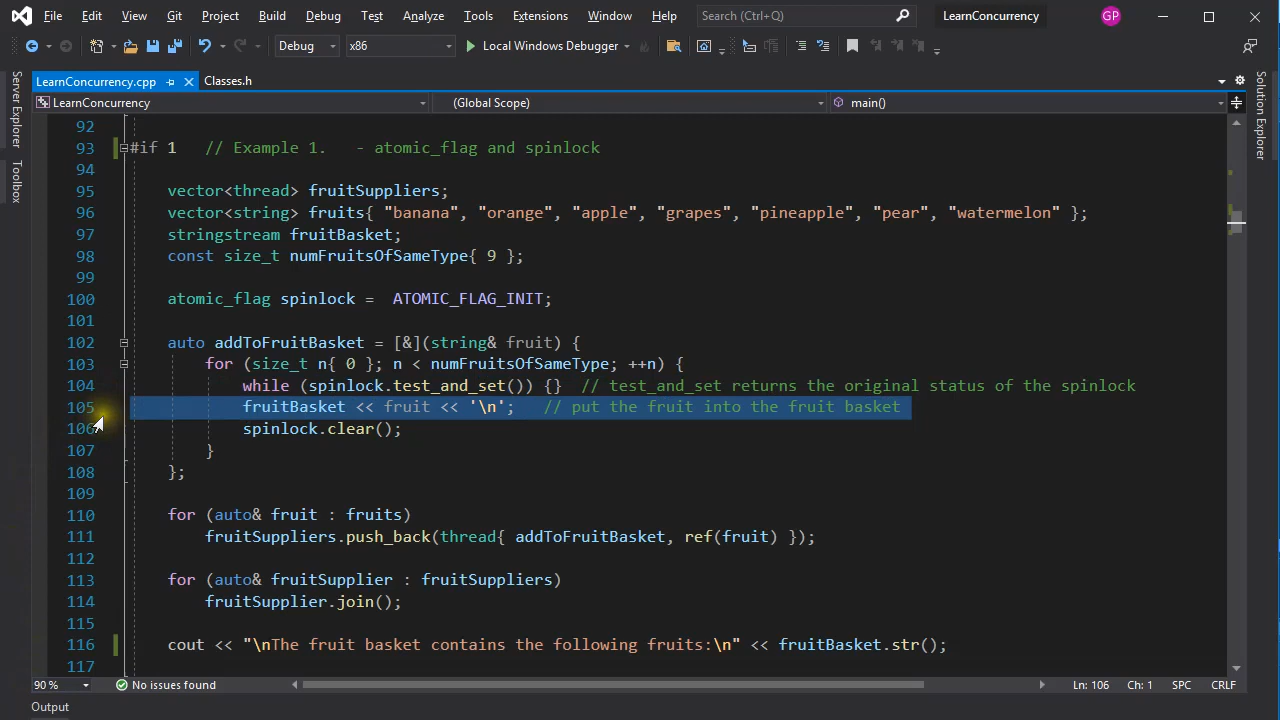 File Edit View Git Project Build Debug Test Analyze Tools Extensions Window Help Search (Ctrl+Q) LearnConcurrency GP
Debug x86 Local Windows Debugger
LearnConcurrency.cpp Classes.h
LearnConcurrency (Global Scope) main()
Server Explorer
Toolbox
Solution Explorer
92
93 #if 1 // Example 1. - atomic_flag and spinlock
94
95 vector<thread> fruitSuppliers;
96 vector<string> fruits{ "banana", "orange", "apple", "grapes", "pineapple", "pear", "watermelon" };
97 stringstream fruitBasket;
98 const size_t numFruitsOfSameType{ 9 };
99
100 atomic_flag spinlock = ATOMIC_FLAG_INIT;
101
102 auto addToFruitBasket = [&](string& fruit) {
103 for (size_t n{ 0 }; n < numFruitsOfSameType; ++n) {
104 while (spinlock.test_and_set()) {} // test_and_set returns the original status of the spinlock
105 fruitBasket << fruit << '\n'; // put the fruit into the fruit basket
106 spinlock.clear();
107 }
108 };
109
110 for (auto& fruit : fruits)
111 fruitSuppliers.push_back(thread{ addToFruitBasket, ref(fruit) });
112
113 for (auto& fruitSupplier : fruitSuppliers)
114 fruitSupplier.join();
115
116 cout << "\nThe fruit basket contains the following fruits:\n" << fruitBasket.str();
117
90 % No issues found Ln: 106 Ch: 1 SPC CRLF
Output